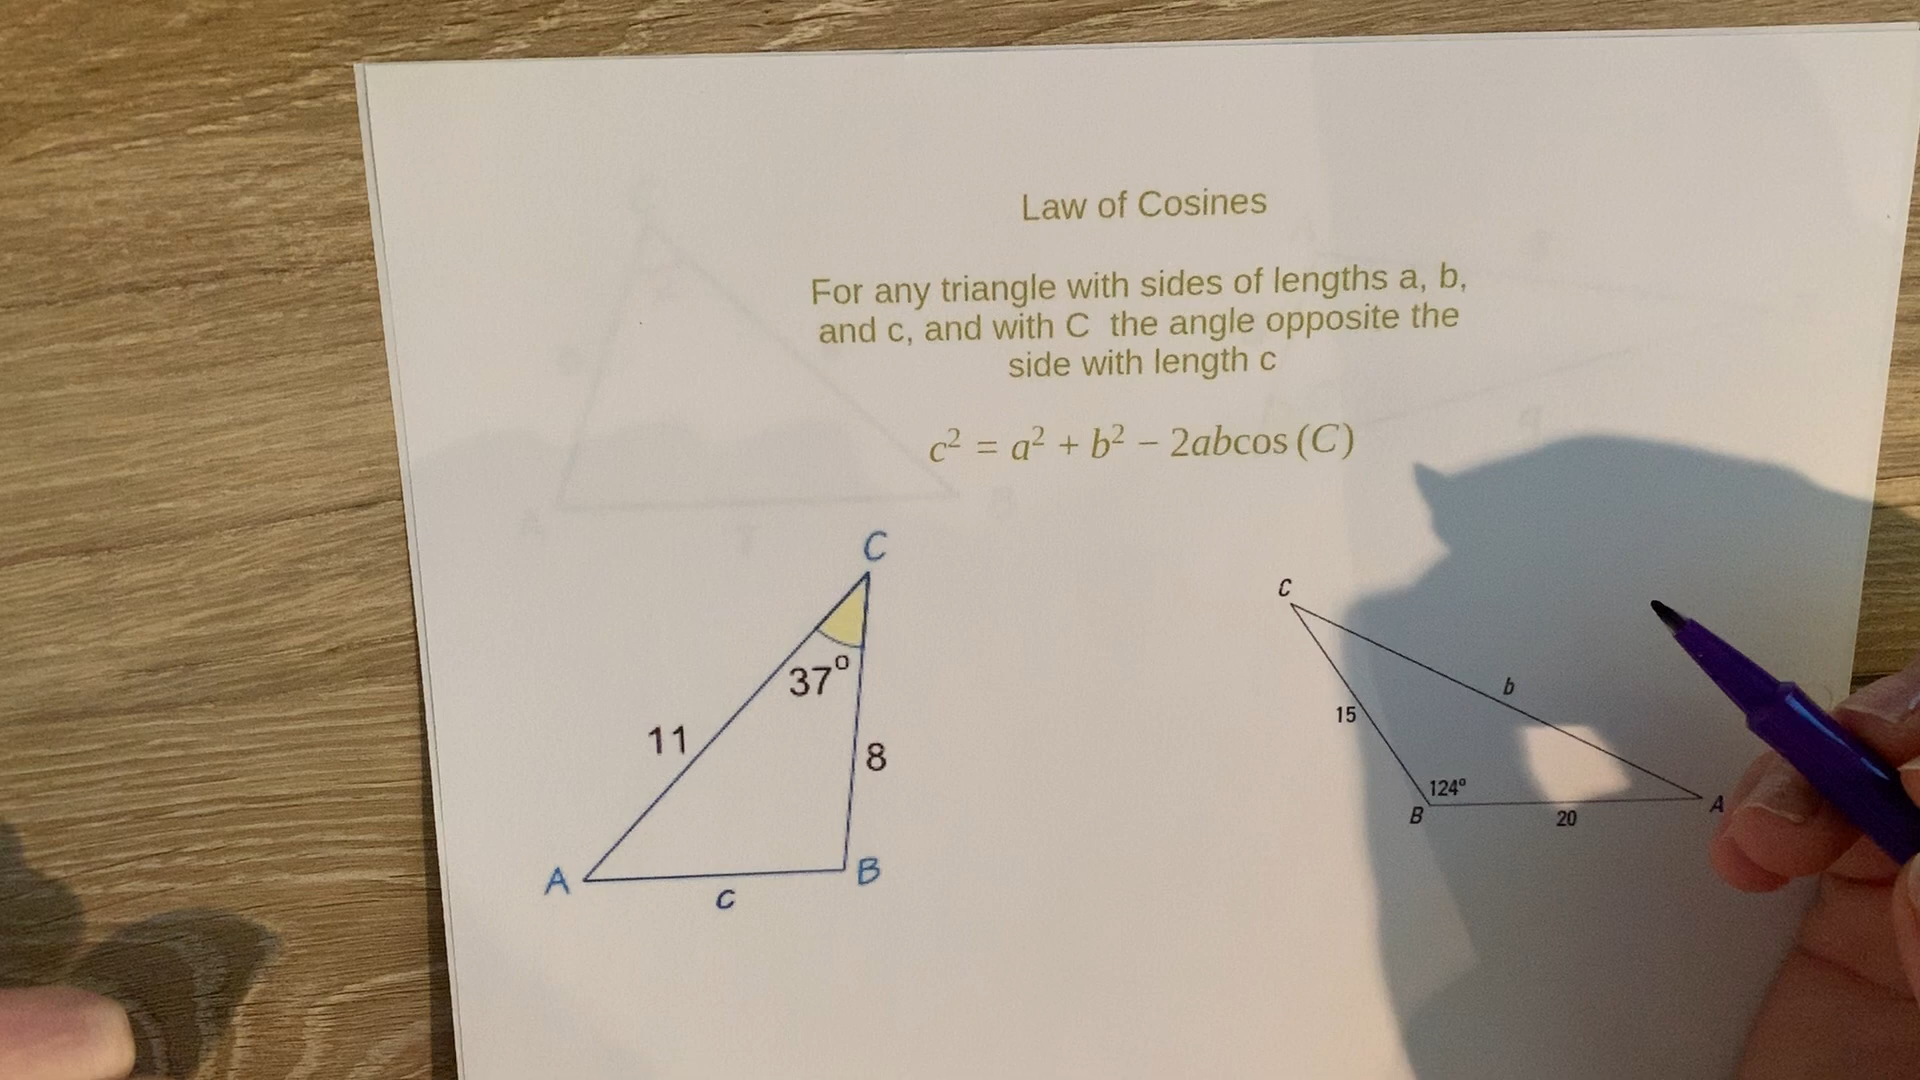 Law of Cosines
For any triangle with sides of lengths a, b,
and c, and with C the angle opposite the
side with length c
c² = a² + b² − 2abcos (C)
C
37°
11
8
A
B
c
C
b
15
124°
B
A
20